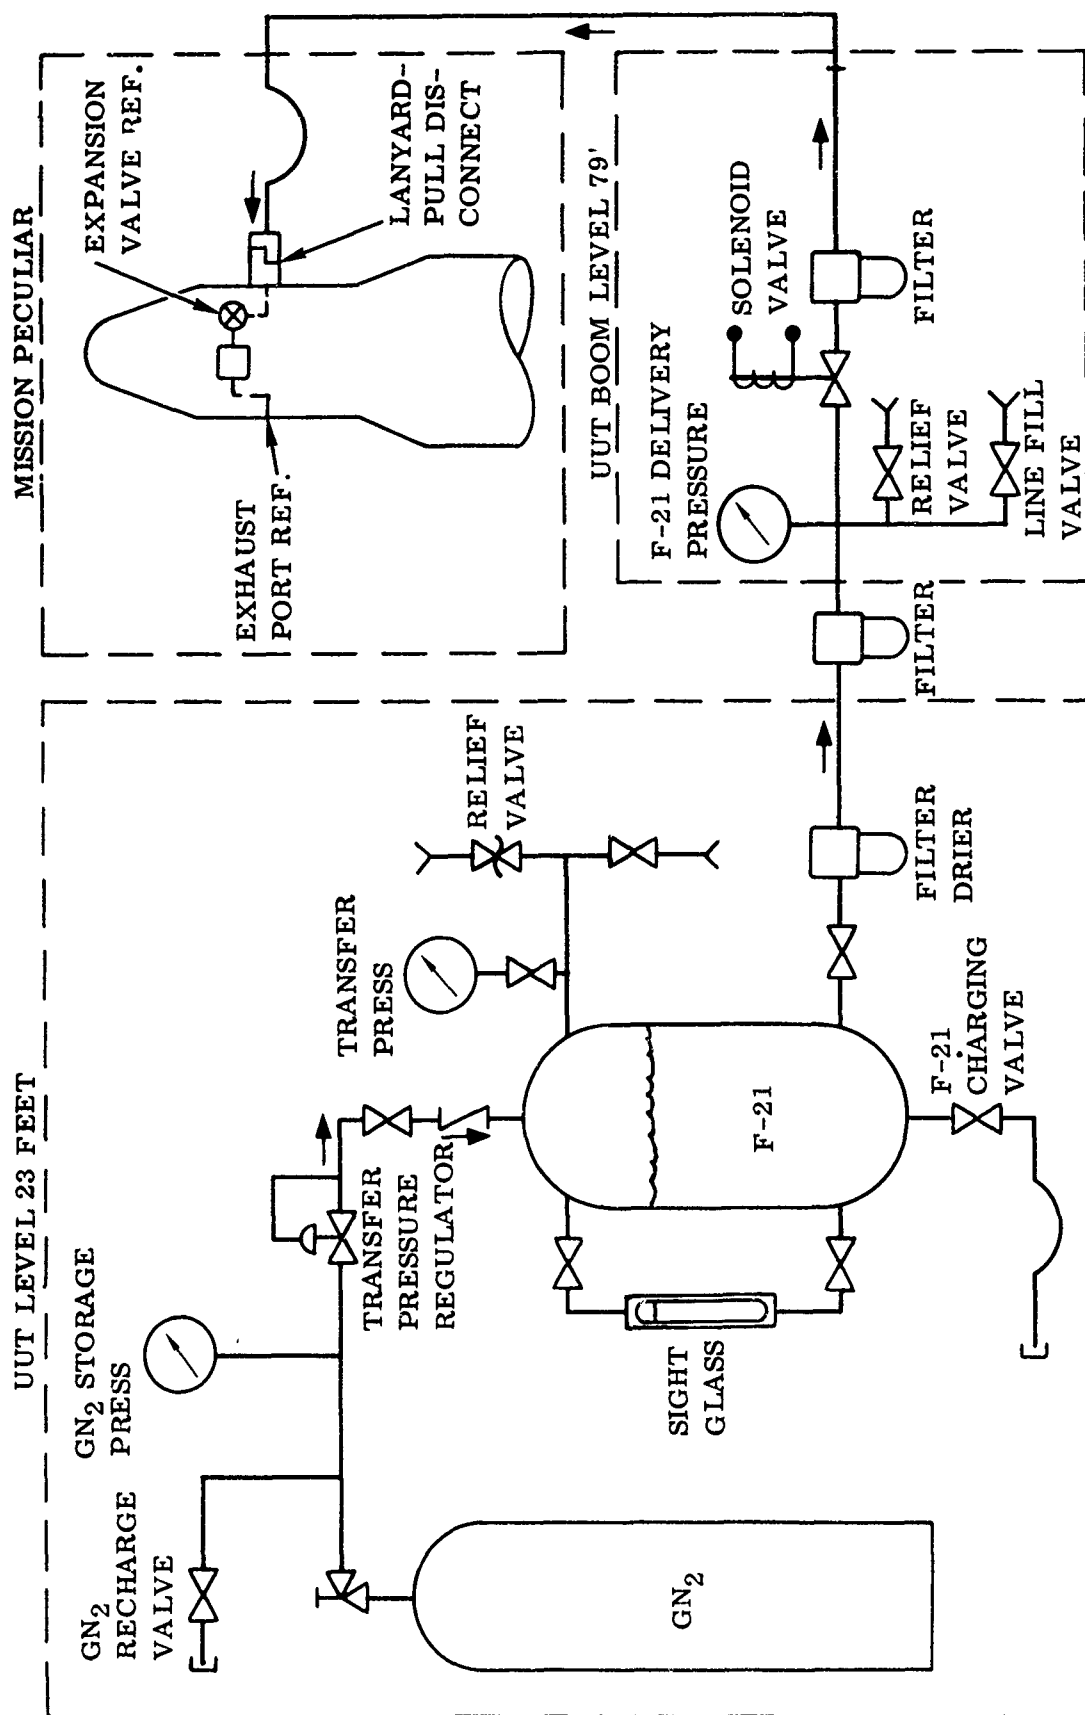 UUT LEVEL 23 FEET
GN2
RECHARGE
VALVE
GN2 STORAGE
PRESS
TRANSFER
PRESSURE
REGULATOR
TRANSFER
PRESS
RELIEF
VALVE
GN2
SIGHT
GLASS
F-21
F-21
CHARGING
VALVE
FILTER
DRIER
FILTER
MISSION PECULIAR
EXPANSION
VALVE REF.
LANYARD-
PULL DIS-
CONNECT
EXHAUST
PORT REF.
UUT BOOM LEVEL 79'
F-21 DELIVERY
PRESSURE
SOLENOID
VALVE
RELIEF
VALVE
LINE FILL
VALVE
FILTER